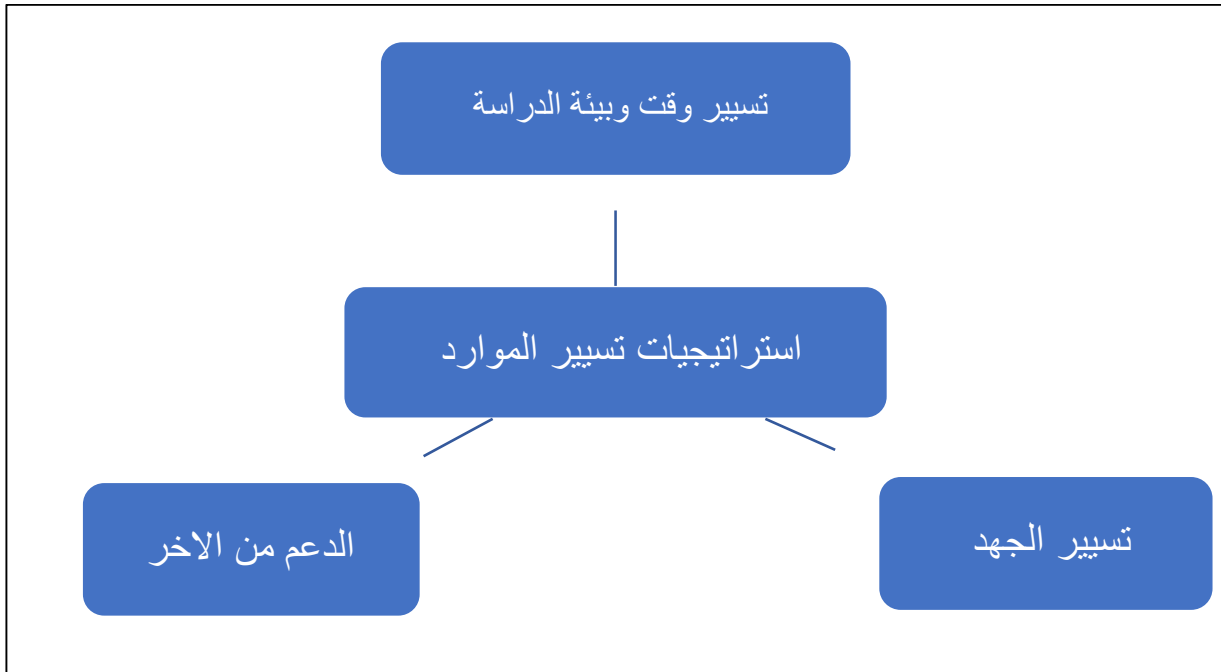 تسيير وقت وبيئة الدراسة
استراتيجيات تسيير الموارد
تسيير الجهد
الدعم من الاخر